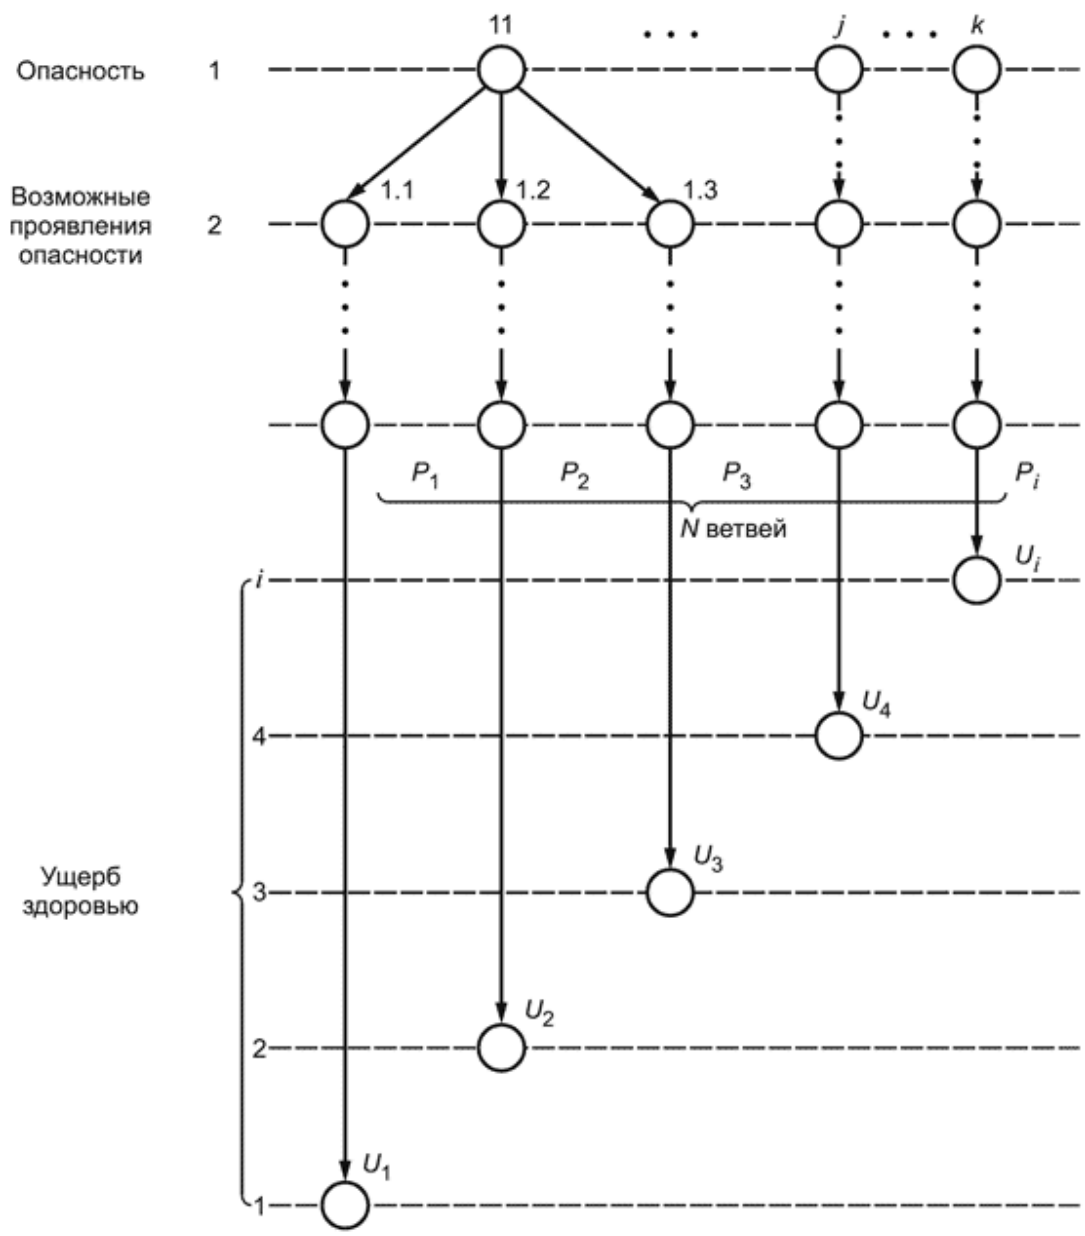 11 . . . j . . . k
Опасность 1
1.1 1.2 1.3
Возможные
проявления
опасности
2
P1 P2 P3 Pi
N ветвей
Ui
i
U4
4
U3
Ущерб
здоровью
3
U2
2
U1
1